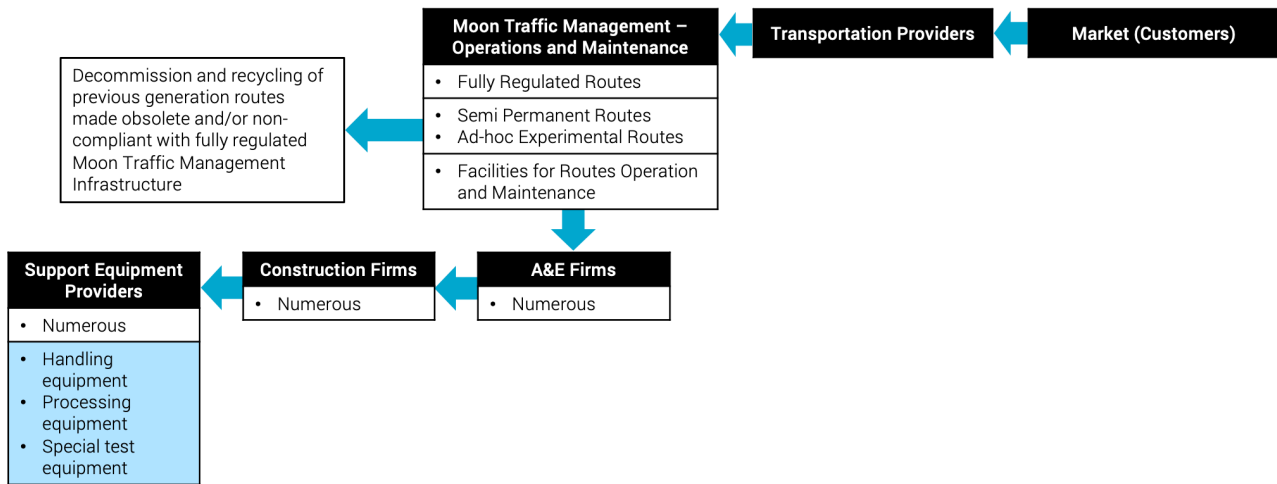 Moon Traffic Management –
Operations and Maintenance
• Fully Regulated Routes
• Semi Permanent Routes
• Ad-hoc Experimental Routes
• Facilities for Routes Operation
and Maintenance
Transportation Providers
Market (Customers)
Decommission and recycling of
previous generation routes
made obsolete and/or non-
compliant with fully regulated
Moon Traffic Management
Infrastructure
Support Equipment
Providers
• Numerous
• Handling
equipment
• Processing
equipment
• Special test
equipment
Construction Firms
• Numerous
A&E Firms
• Numerous